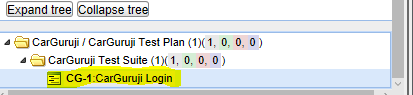 Expand tree Collapse tree
CarGuruji / CarGuruji Test Plan (1)(1, 0, 0, 0)
CarGuruji Test Suite (1)(1, 0, 0, 0)
CG-1:CarGuruji Login